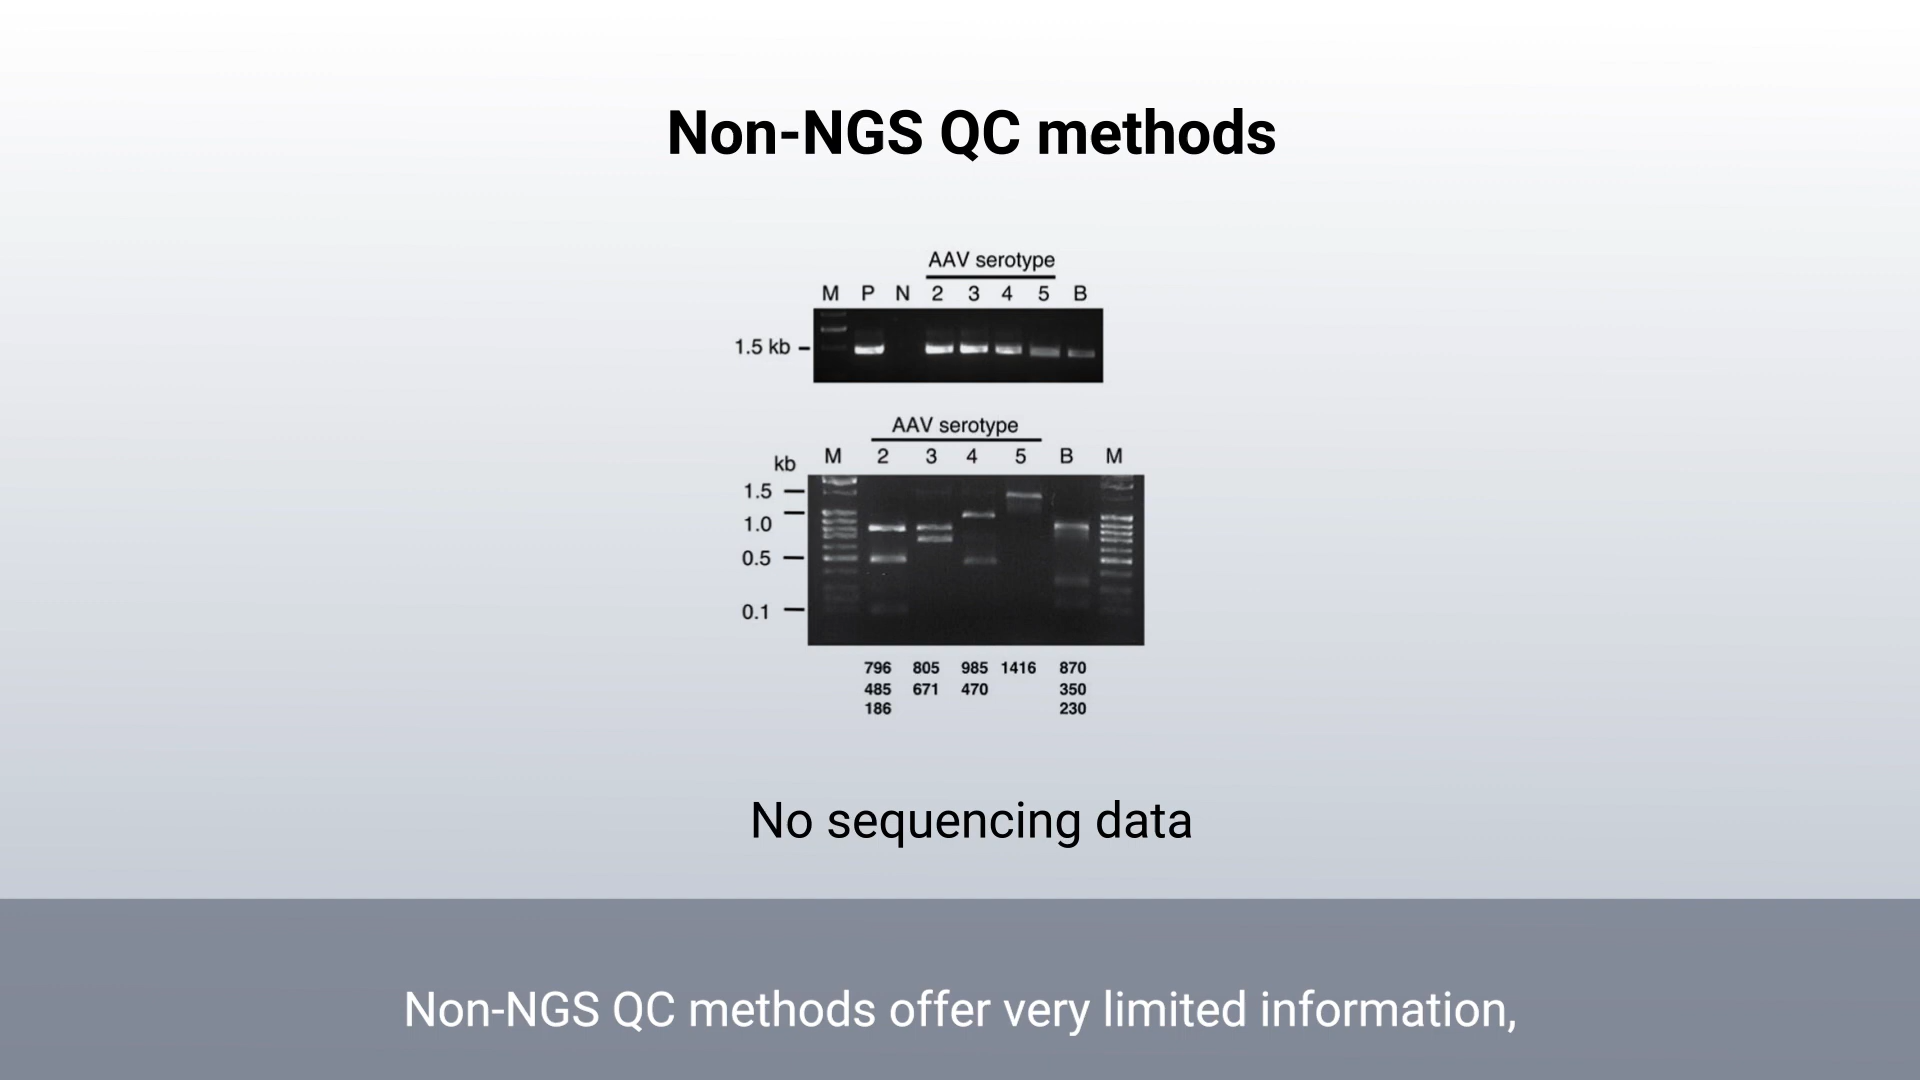 Non-NGS QC methods
AAV serotype
M P N 2 3 4 5 B
1.5 kb
AAV serotype
kb M 2 3 4 5 B M
1.5
1.0
0.5
0.1
796 805 985 1416 870
485 671 470 350
186 230
No sequencing data
Non-NGS QC methods offer very limited information,